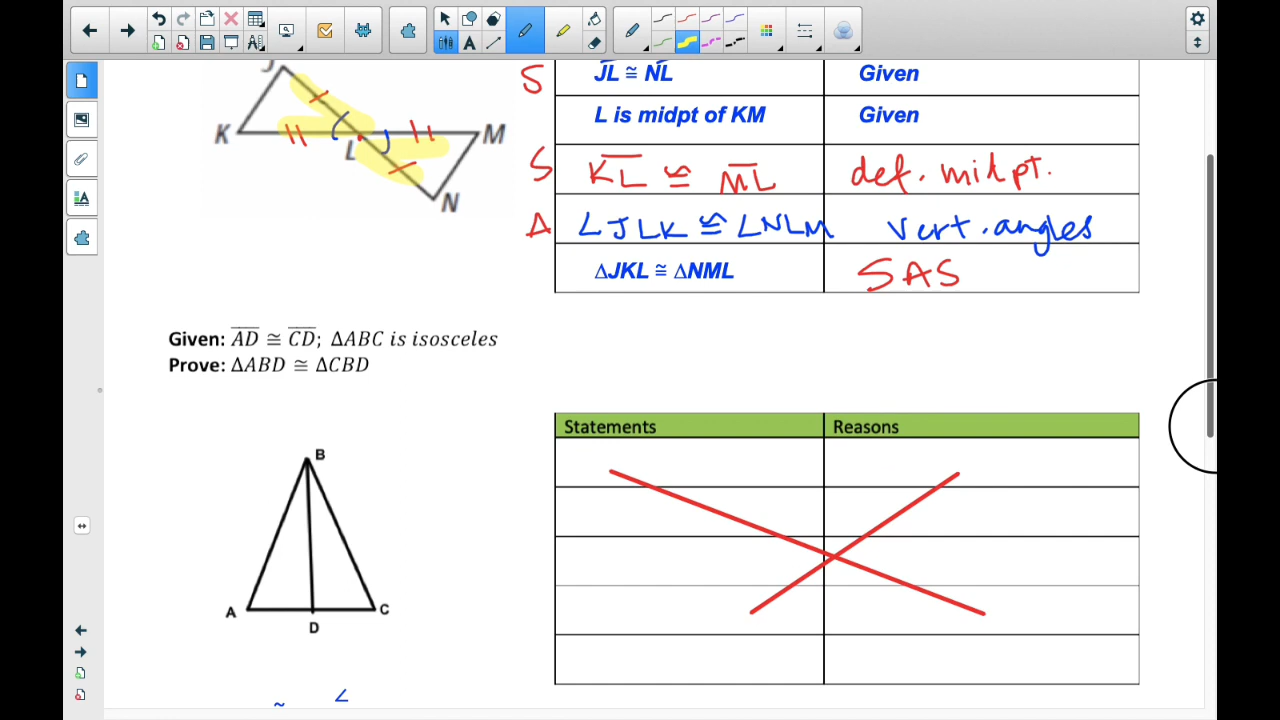 J
K
L
M
N
S JL ≅ NL Given
L is midpt of KM Given
S KL ≅ ML def. midpt.
A ∠JLK ≅ ∠NLM vert. angles
ΔJKL ≅ ΔNML SAS
Given: AD ≅ CD; ΔABC is isosceles
Prove: ΔABD ≅ ΔCBD
Statements Reasons
B
A
C
D
≅ ∠